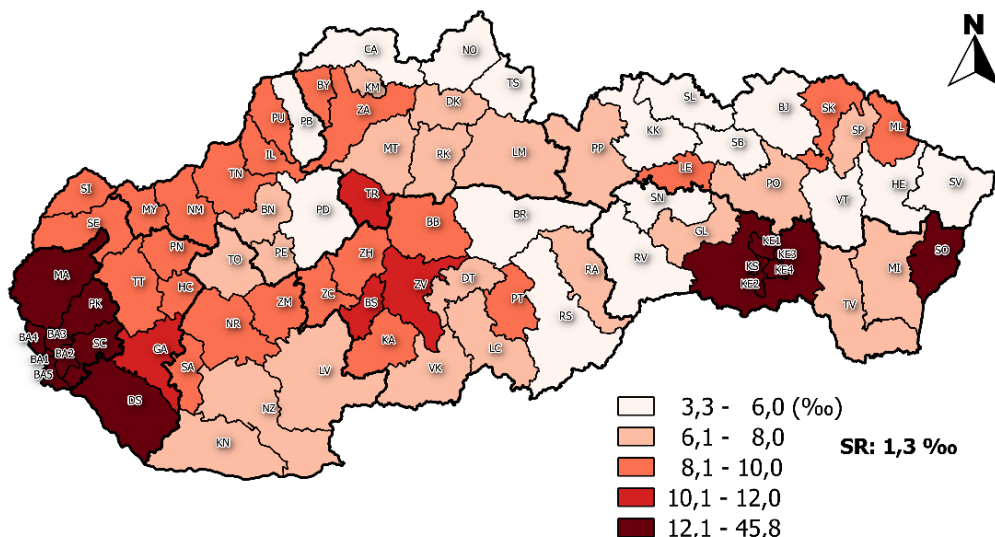 N
CA
NO
TS
BY
KM
PB
PU
ZA
DK
SL
BJ
SK
SP
ML
KK
SB
IL
MT
RK
LM
PP
LE
PO
TN
TR
HE
SV
VT
SI
MY
NM
BN
PD
SN
SE
BB
BR
GL
PN
TO
PE
ZH
KE1
KE3
SO
MA
TT
HC
ZV
DT
RA
RV
KS
KE4
MI
KE2
PK
ZC
ZM
BS
PT
TV
RS
NR
BA4
BA3
SC
GA
KA
LC
BA1
BA2
SA
LV
VK
BA5
DS
NZ
KN
3,3 - 6,0 (‰)
6,1 - 8,0
8,1 - 10,0
10,1 - 12,0
12,1 - 45,8
SR: 1,3 ‰